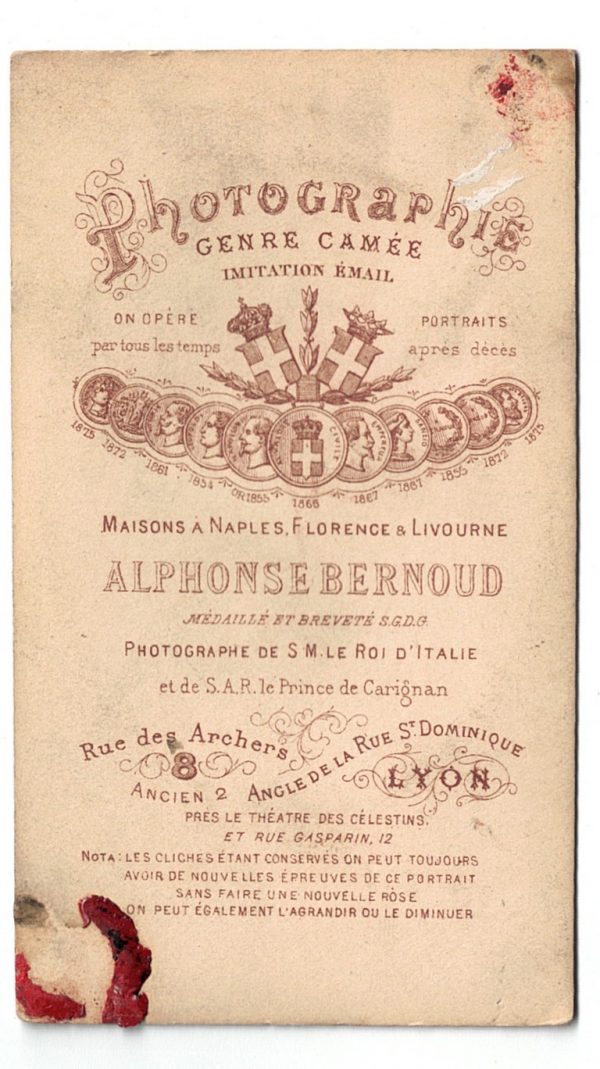 PHOTOGRAPHIE
GENRE CAMÉE
IMITATION ÉMAIL
ON OPÈRE
par tous les temps
PORTRAITS
après décès
1875 1872 1861 1854 OR 1855 1866 1867 1867 1855 1872 1875
MAISONS À NAPLES, FLORENCE & LIVOURNE
ALPHONSE BERNOUD
MÉDAILLÉ ET BREVETÉ S.G.D.G
PHOTOGRAPHE DE S.M. LE ROI D'ITALIE
et de S.A.R. le Prince de Carignan
Rue des Archers
8
ANCIEN 2
ANGLE DE LA RUE ST. DOMINIQUE
LYON
PRÈS LE THÉATRE DES CÉLESTINS.
ET RUE GASPARIN, 12
NOTA: LES CLICHES ÉTANT CONSERVÉS ON PEUT TOUJOURS
AVOIR DE NOUVELLES ÉPREUVES DE CE PORTRAIT
SANS FAIRE UNE NOUVELLE RÔSE
ON PEUT ÉGALEMENT L'AGRANDIR OU LE DIMINUER